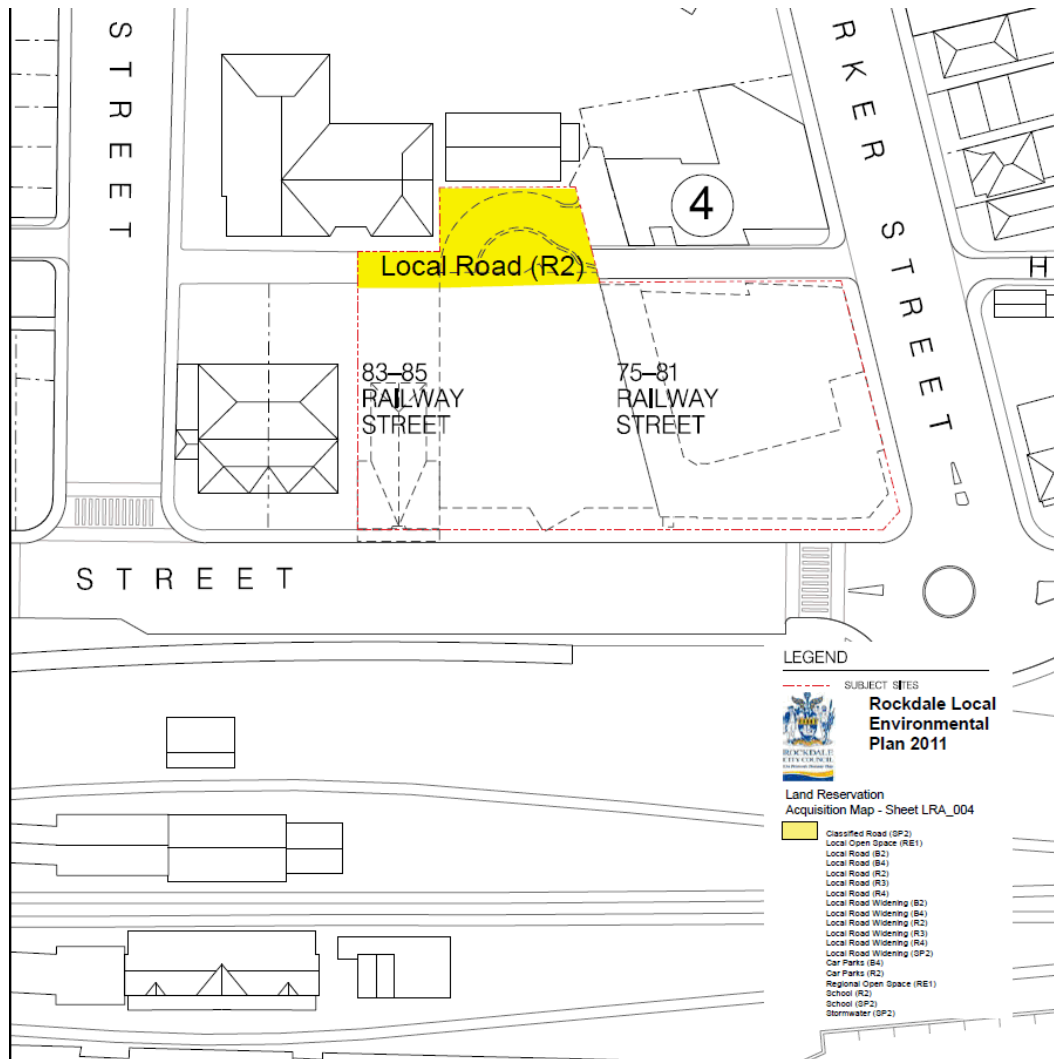 STREET
RKER STREET
4
H
Local Road (R2)
83–85
RAILWAY
STREET
75–81
RAILWAY
STREET
STREET
LEGEND
SUBJECT SITES
Rockdale Local
Environmental
Plan 2011
ROCKDALE
CITY COUNCIL
Land Reservation
Acquisition Map - Sheet LRA_004
Classified Road (SP2)
Local Open Space (RE1)
Local Road (B2)
Local Road (B4)
Local Road (R2)
Local Road (R3)
Local Road (R4)
Local Road Widening (B2)
Local Road Widening (B4)
Local Road Widening (R2)
Local Road Widening (R3)
Local Road Widening (R4)
Local Road Widening (SP2)
Car Parks (B4)
Car Parks (R2)
Regional Open Space (RE1)
School (R2)
School (SP2)
Stormwater (SP2)